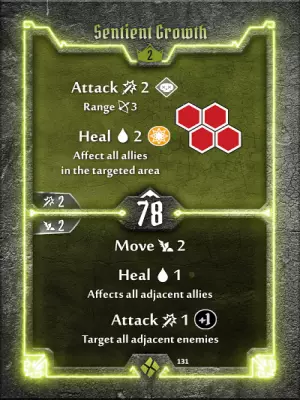 Sentient Growth
2
Attack 2
Range 3
Heal 2
Affect all allies
in the targeted area
2
78
2
Move 2
Heal 1
Affects all adjacent allies
Attack 1 +1
Target all adjacent enemies
131